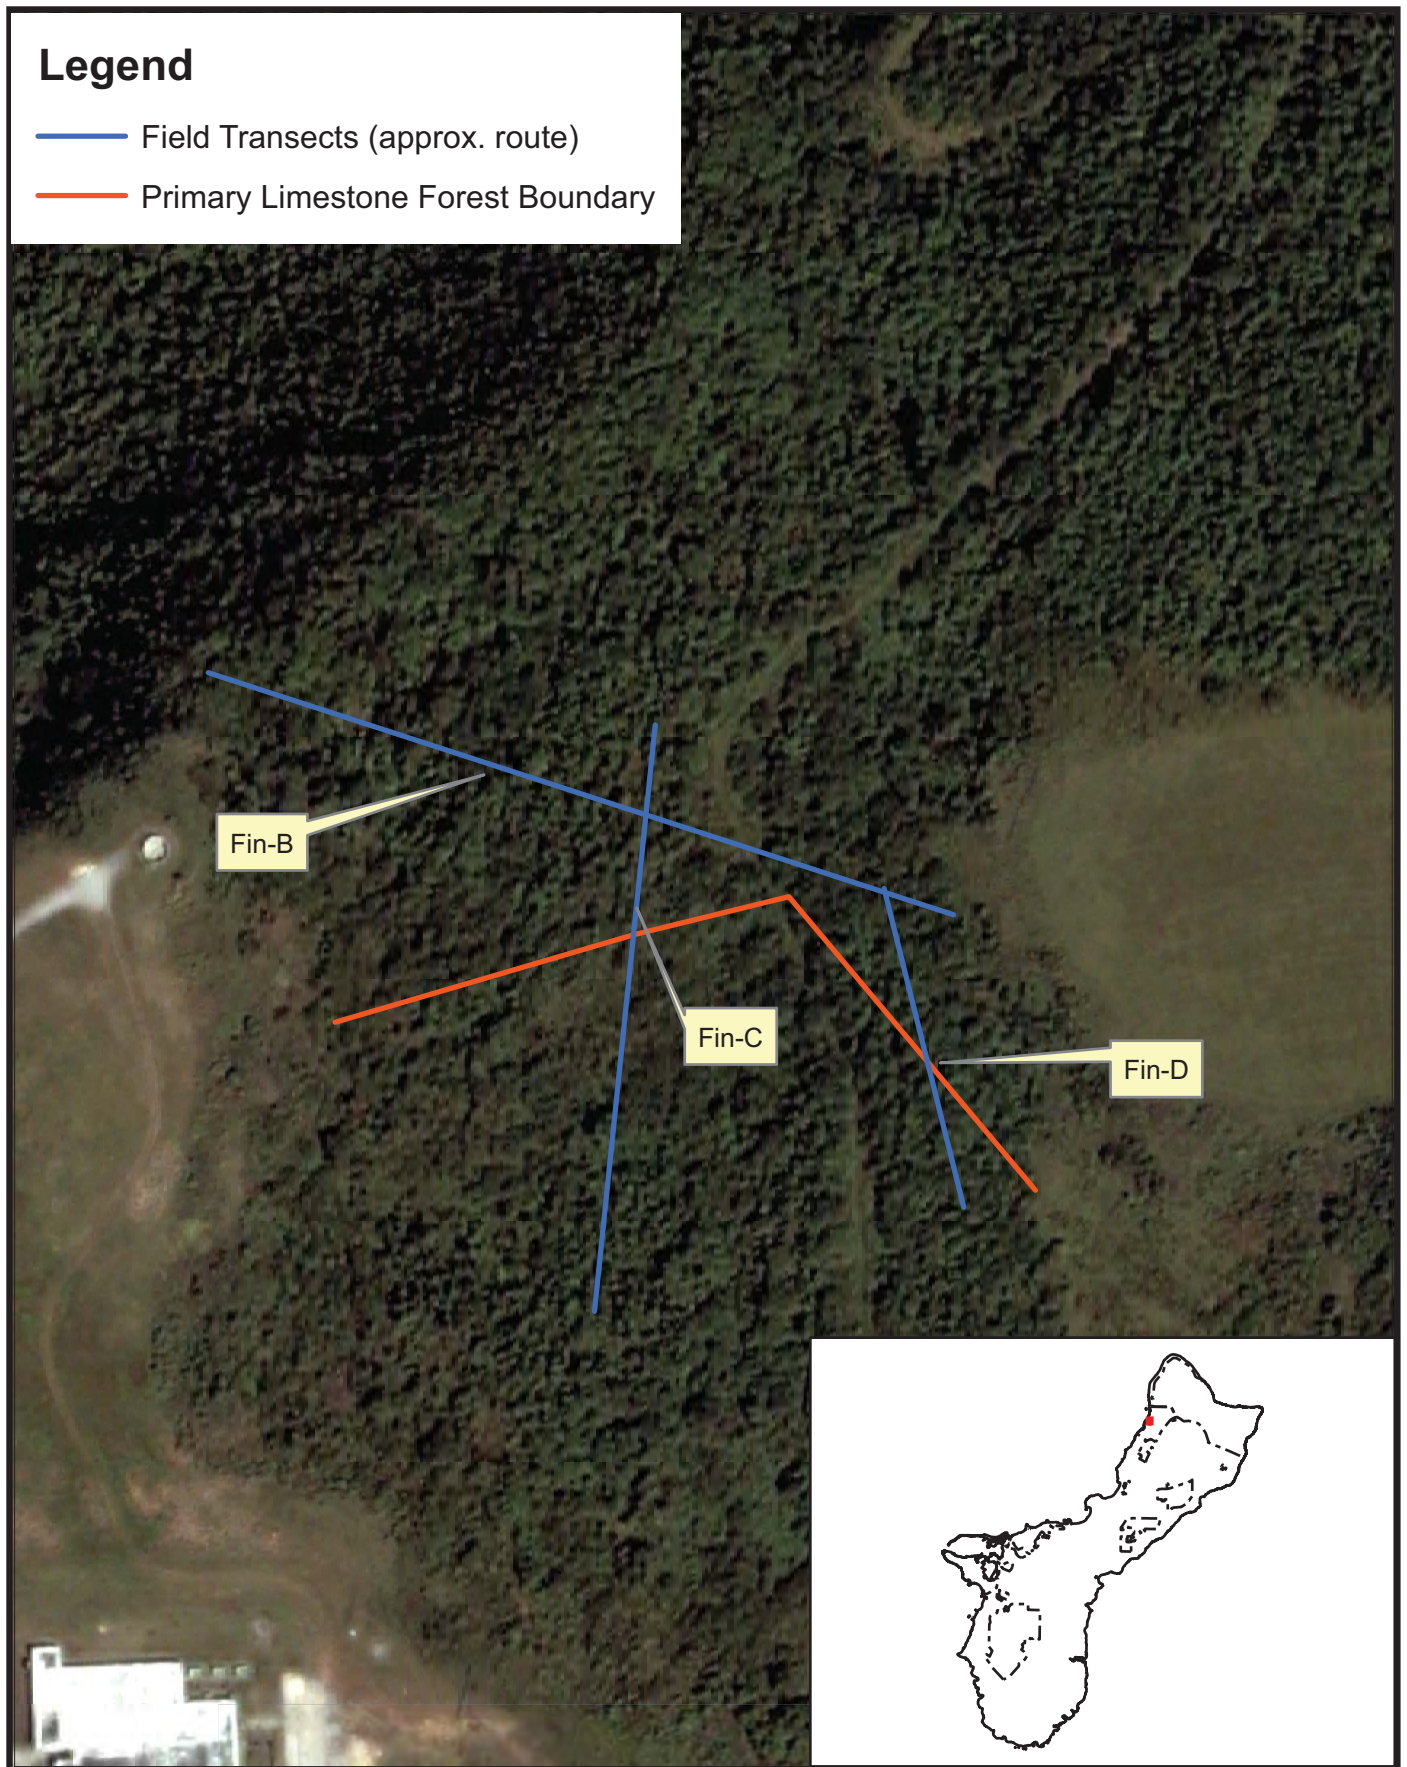 Legend
Field Transects (approx. route)
Primary Limestone Forest Boundary
Fin-B
Fin-C
Fin-D